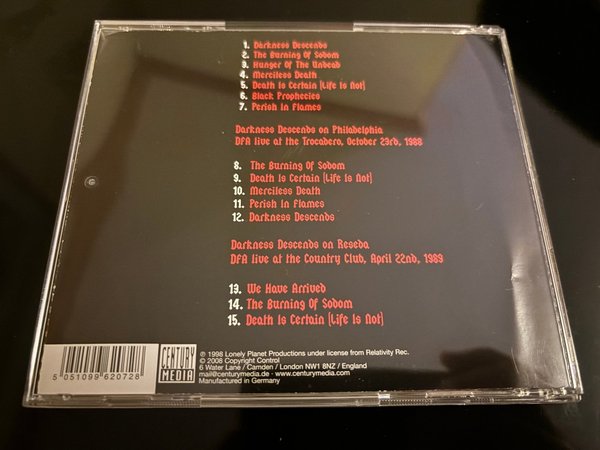 1. Darkness Descends
2. The Burning Of Sodom
3. Hunger Of The Undead
4. Merciless Death
5. Death Is Certain (Life Is Not)
6. Black Prophecies
7. Perish In Flames
Darkness Descends on Philadelphia
DFA live at the Trocadero, October 23rd, 1988
8. The Burning Of Sodom
9. Death Is Certain (Life Is Not)
10. Merciless Death
11. Perish In Flames
12. Darkness Descends
Darkness Descends on Reseda
DFA live at the Country Club, April 22nd, 1989
13. We Have Arrived
14. The Burning Of Sodom
15. Death Is Certain (Life Is Not)
5 051099 620728
CENTURY
MEDIA
℗ 1998 Lonely Planet Productions under license from Relativity Rec.
© 2008 Copyright Control
6 Water Lane / Camden / London NW1 8NZ / England
mail@centurymedia.de · www.centurymedia.com
Manufactured in Germany